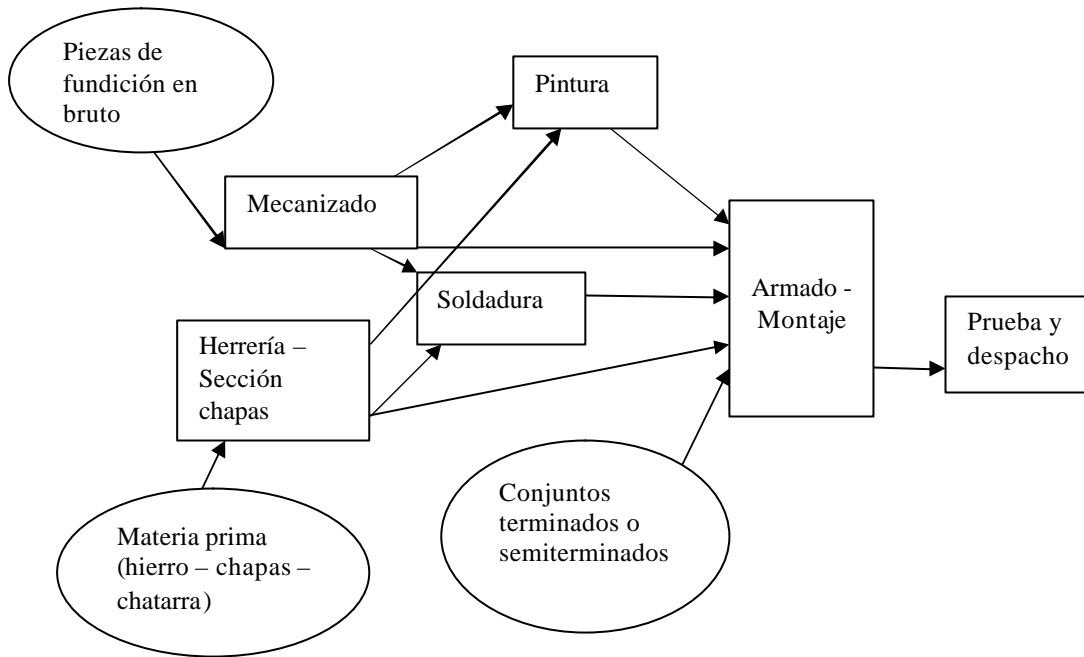 Piezas de
fundición en
bruto
Pintura
Mecanizado
Soldadura
Armado -
Montaje
Prueba y
despacho
Herrería –
Sección
chapas
Conjuntos
terminados o
semiterminados
Materia prima
(hierro – chapas –
chatarra)